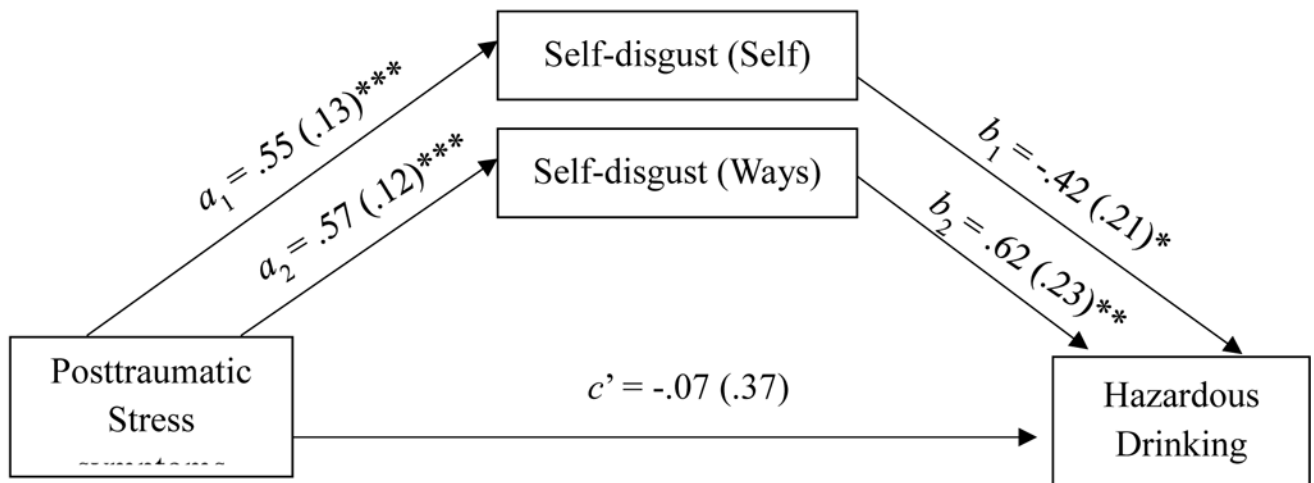 Self-disgust (Self)
a1 = .55 (.13)***
Self-disgust (Ways)
a2 = .57 (.12)***
b1 = -.42 (.21)*
b2 = .62 (.23)**
Posttraumatic
Stress
c’ = -.07 (.37)
Hazardous
Drinking